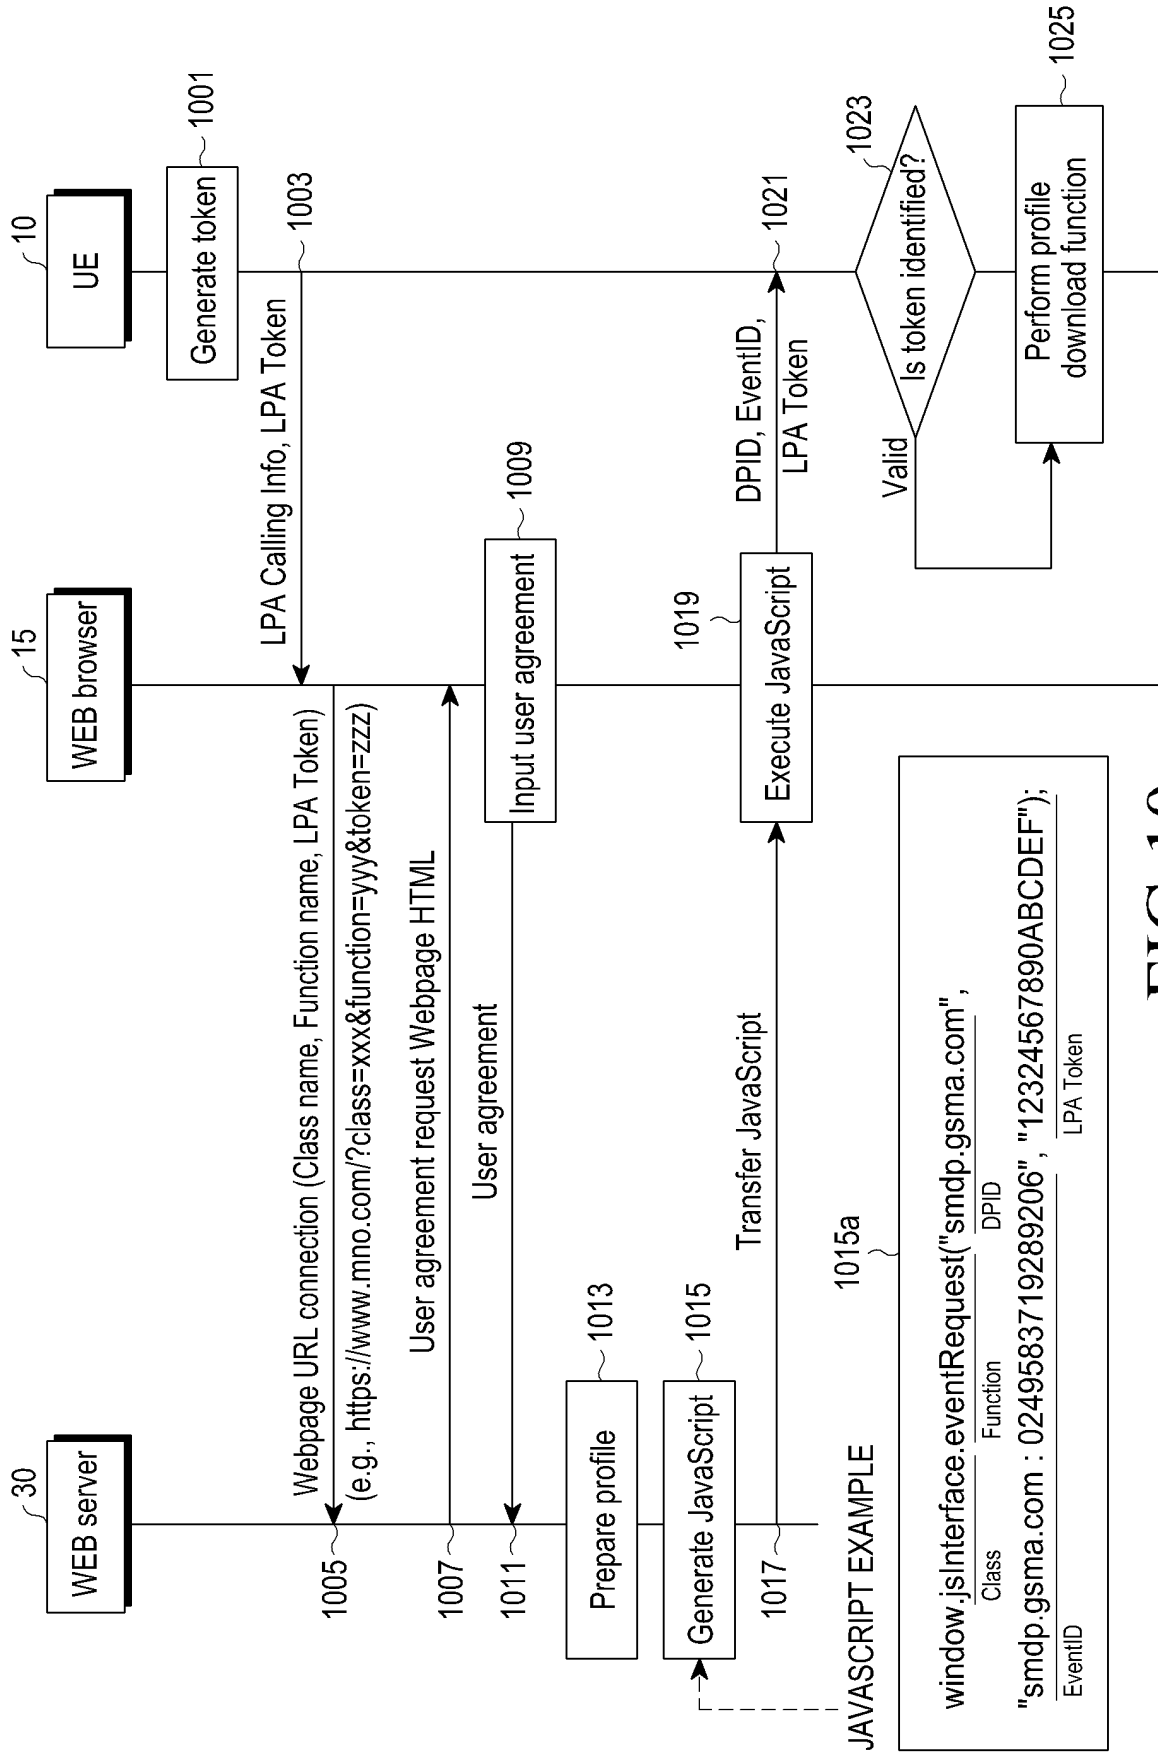 30
WEB server
15
WEB browser
10
UE
Generate token
1001
LPA Calling Info, LPA Token
1003
1005
Webpage URL connection (Class name, Function name, LPA Token)
(e.g., https://www.mno.com/?class=xxx&function=yyy&token=zzz)
1007
User agreement request Webpage HTML
1011
User agreement
Input user agreement
1009
Prepare profile
1013
Generate JavaScript
1015
1017
Transfer JavaScript
Execute JavaScript
1019
DPID, EventID,
LPA Token
1021
JAVASCRIPT EXAMPLE
1015a
window.jsInterface.eventRequest("smdp.gsma.com",
Class
Function
DPID
"smdp.gsma.com : 0249583719289206", "12324567890ABCDEF");
EventID
LPA Token
Is token identified?
1023
Valid
Perform profile
download function
1025
FIG. 10